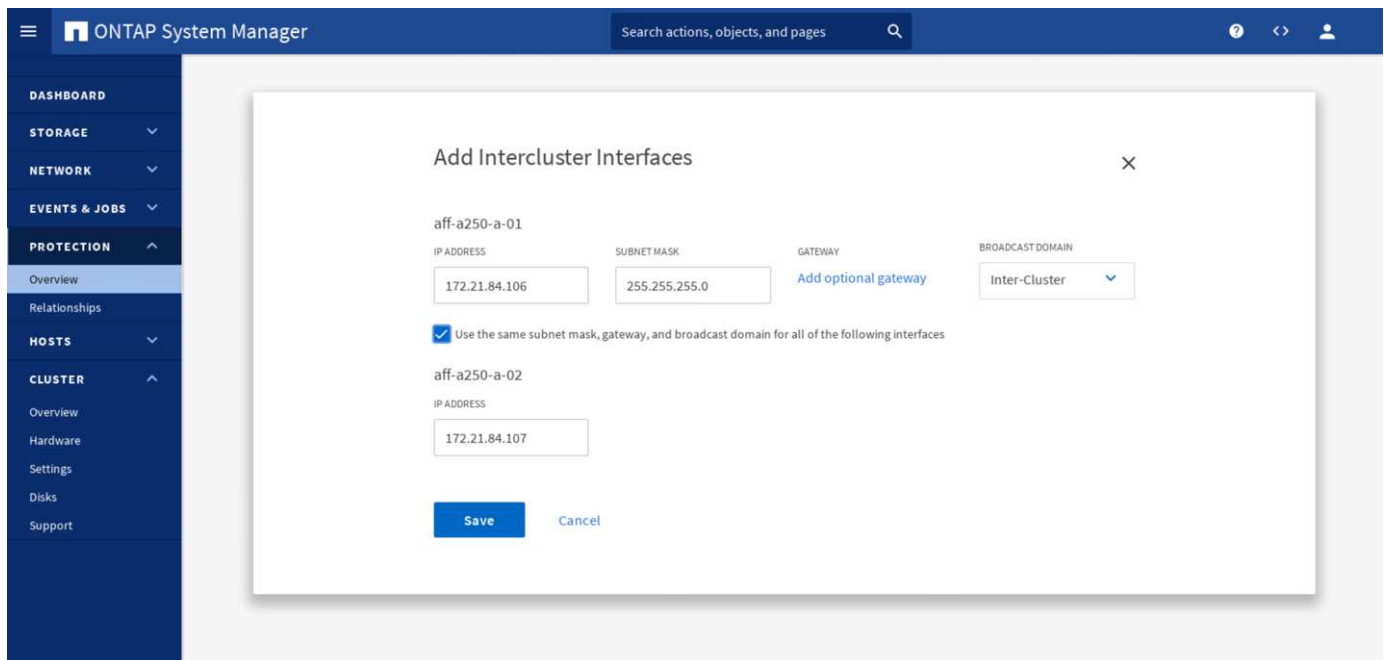 ONTAP System Manager
Search actions, objects, and pages
DASHBOARD
STORAGE
NETWORK
EVENTS & JOBS
PROTECTION
Overview
Relationships
HOSTS
CLUSTER
Overview
Hardware
Settings
Disks
Support
Add Intercluster Interfaces
aff-a250-a-01
IP ADDRESS SUBNET MASK GATEWAY BROADCAST DOMAIN
172.21.84.106 255.255.255.0 Add optional gateway Inter-Cluster
Use the same subnet mask, gateway, and broadcast domain for all of the following interfaces
aff-a250-a-02
IP ADDRESS
172.21.84.107
Save Cancel